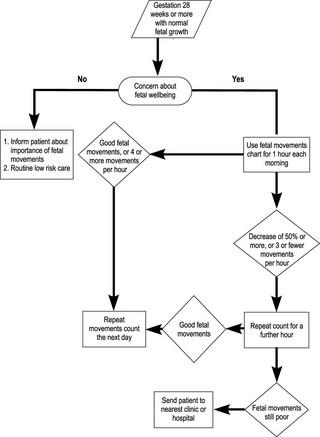 Gestation 28
weeks or more
with normal
fetal growth
No
Yes
Concern about
fetal wellbeing
1. Inform patient about
importance of fetal
movements
2. Routine low risk care
Good fetal
movements, or 4 or
more movements
per hour
Use fetal movements
chart for 1 hour each
morning
Decrease of 50% or
more, or 3 or fewer
movements
per hour
Repeat
movements count
the next day
Good fetal
movements
Repeat count for a
further hour
Send patient to
nearest clinic or
hospital
Fetal movements
still poor